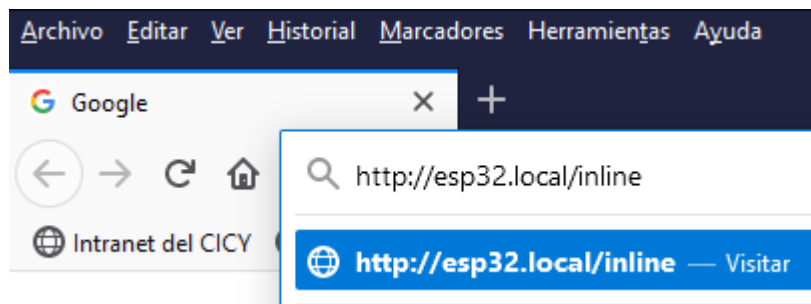 Archivo Editar Ver Historial Marcadores Herramientas Ayuda
Google
http://esp32.local/inline
Intranet del CICY
http://esp32.local/inline — Visitar